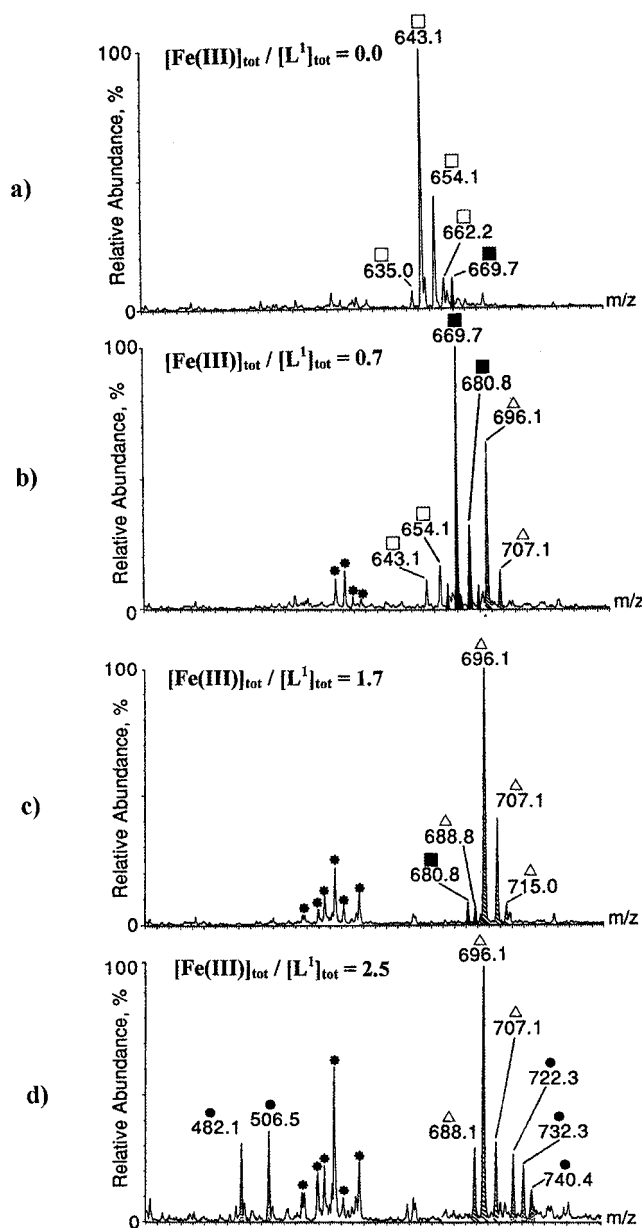 643.1
100
[Fe(III)]tot / [L1]tot = 0.0
654.1
a)
Relative Abundance, %
662.2
635.0
669.7
0
m/z
669.7
100
[Fe(III)]tot / [L1]tot = 0.7
680.8
696.1
b)
Relative Abundance, %
654.1
643.1
707.1
0
m/z
696.1
100
[Fe(III)]tot / [L1]tot = 1.7
c)
Relative Abundance, %
707.1
688.8
680.8
715.0
0
m/z
696.1
100
[Fe(III)]tot / [L1]tot = 2.5
707.1
d)
Relative Abundance, %
722.3
482.1
506.5
688.1
732.3
740.4
0
m/z